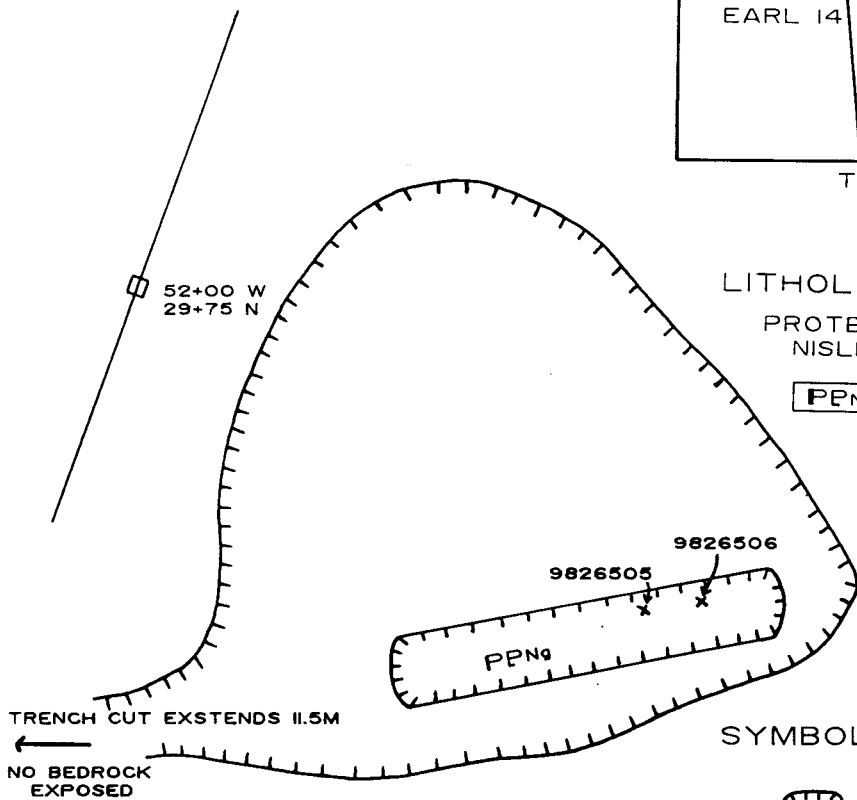 EARL 14
T
52+00 W
29+75 N
LITHOL
PROTE
NISL
PPN
9826506
9826505
PPNg
TRENCH CUT EXSTENDS 11.5M
NO BEDROCK
EXPOSED
SYMBOL